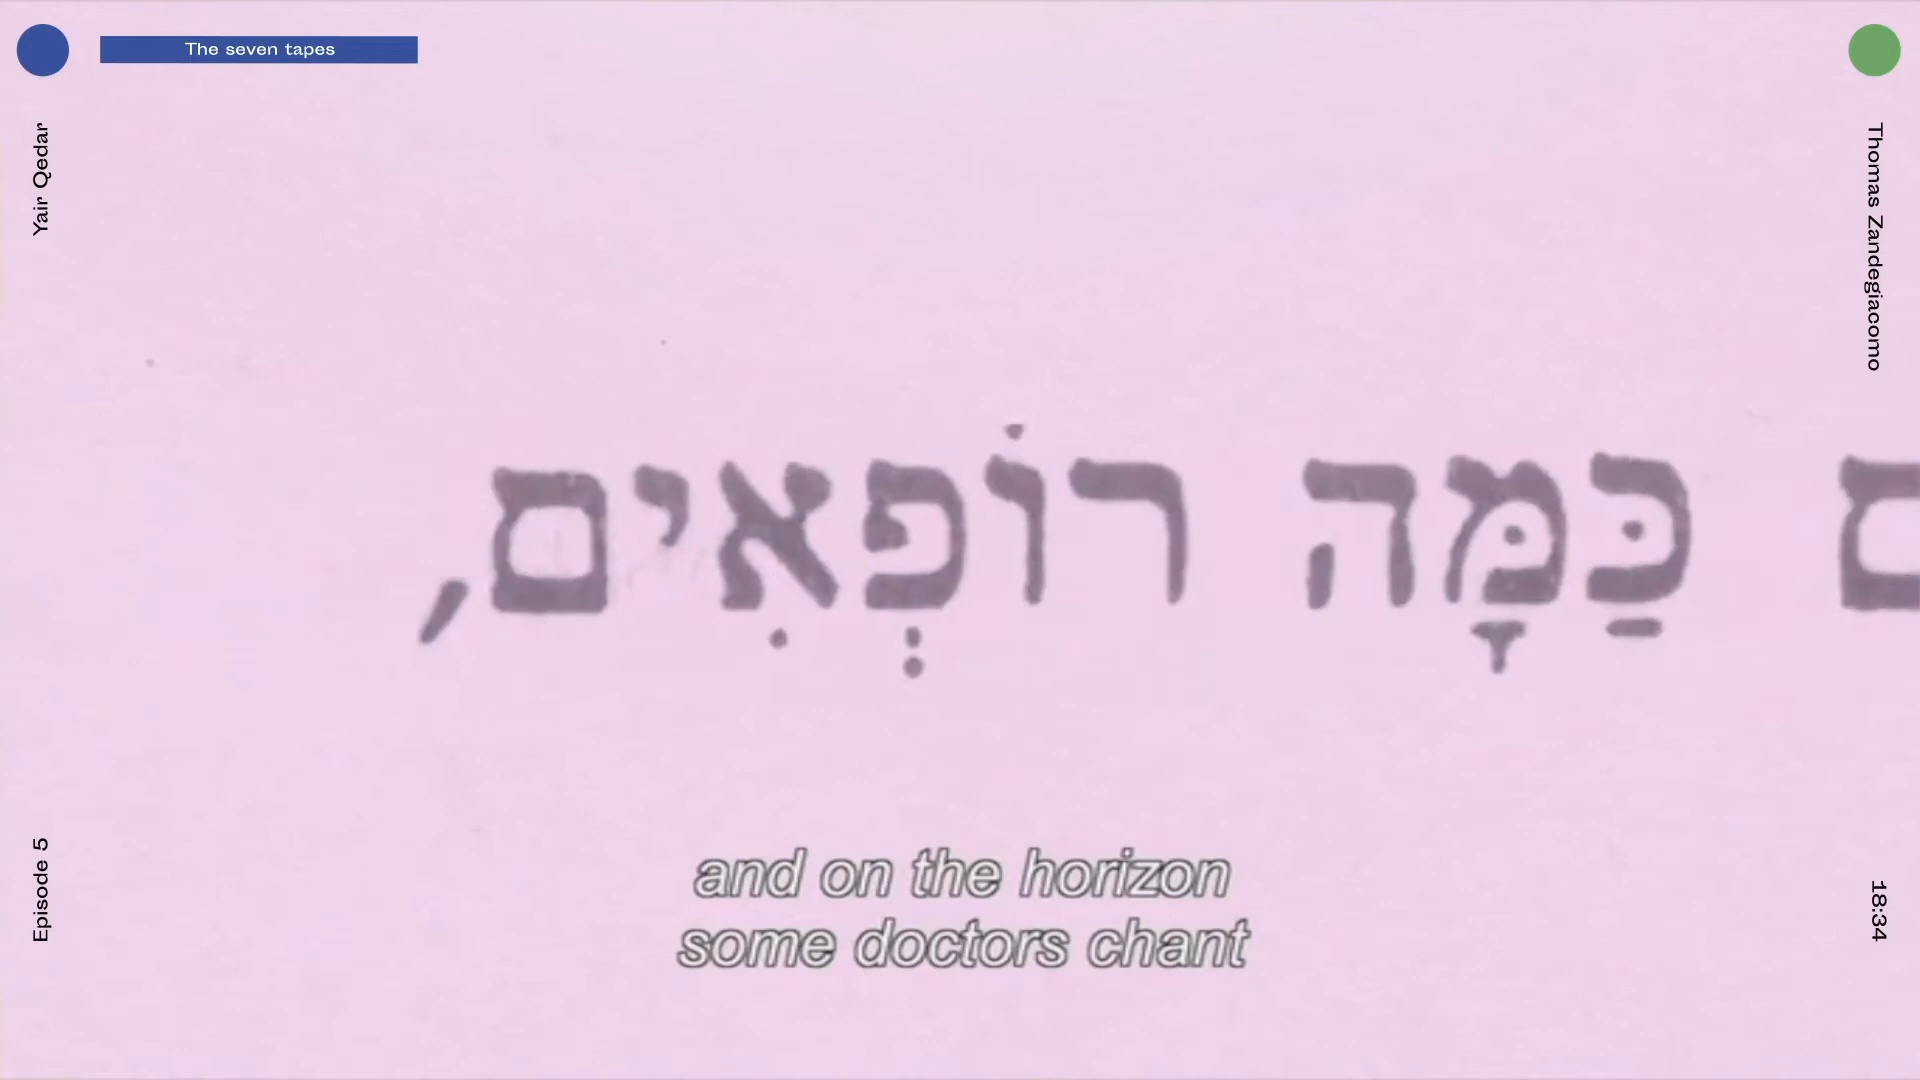 The seven tapes
Yair Qedar
Thomas Zandegiacomo
כַּמָּה רוֹפְאִים,
and on the horizon
some doctors chant
Episode 5
18:34